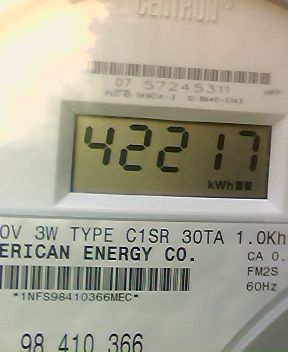 CENTRON®
07 57245311
42217
kWh
0V 3W TYPE C1SR 30TA 1.0Kh
ERICAN ENERGY CO.
CA 0.
FM2S
*1NFS98410366MEC*
60Hz
98 410 366